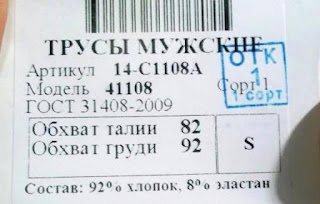 ТРУСЫ МУЖСКИЕ
Артикул 14-С1108А
Модель 41108 Сорт 1
ГОСТ 31408-2009
ОТК
1
1 сорт
Обхват талии 82
Обхват груди 92
S
Состав: 92% хлопок, 8% эластан